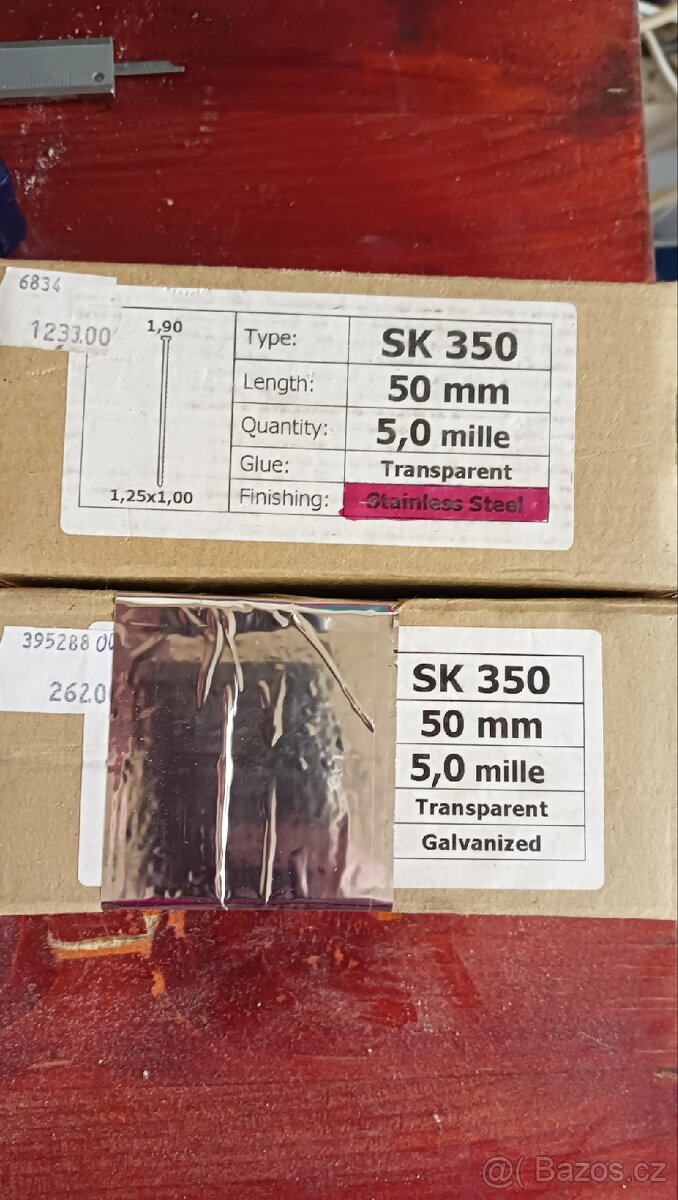 6834
1233.00
1,90
1,25x1,00
Type: SK 350
Length: 50 mm
Quantity: 5,0 mille
Glue: Transparent
Finishing: Stainless Steel
395288 00
262.0
SK 350
50 mm
5,0 mille
Transparent
Galvanized
@( Bazos.cz